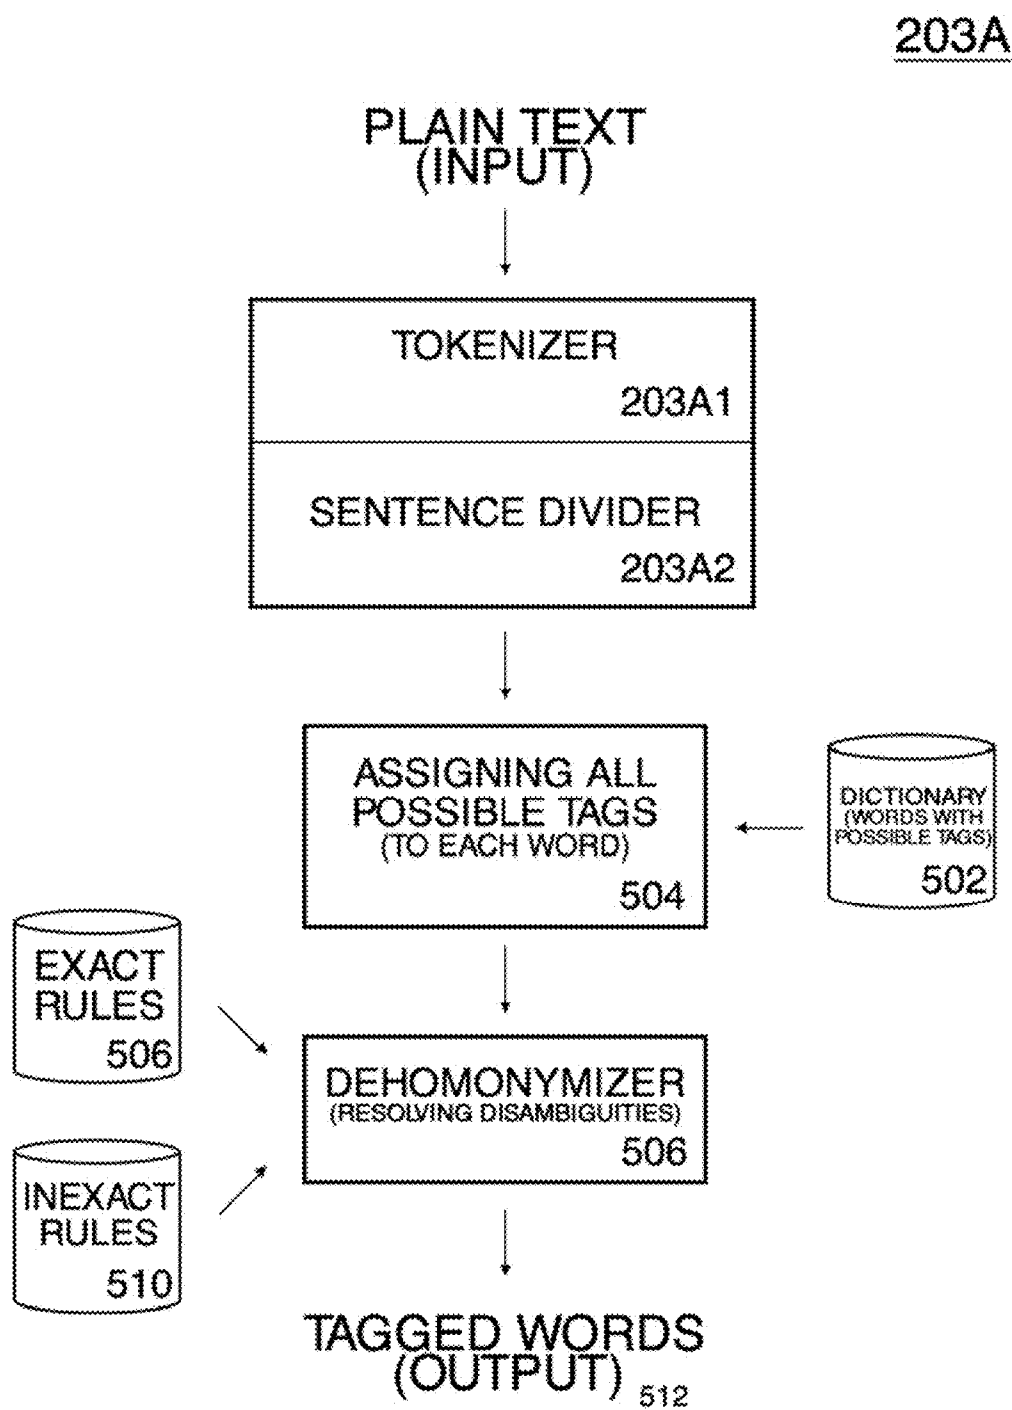 203A
PLAIN TEXT
(INPUT)
TOKENIZER
203A1
SENTENCE DIVIDER
203A2
ASSIGNING ALL
POSSIBLE TAGS
(TO EACH WORD)
504
DICTIONARY
(WORDS WITH
POSSIBLE TAGS)
502
EXACT
RULES
506
DEHOMONYMIZER
(RESOLVING DISAMBIGUITIES)
506
INEXACT
RULES
510
TAGGED WORDS
(OUTPUT)
512